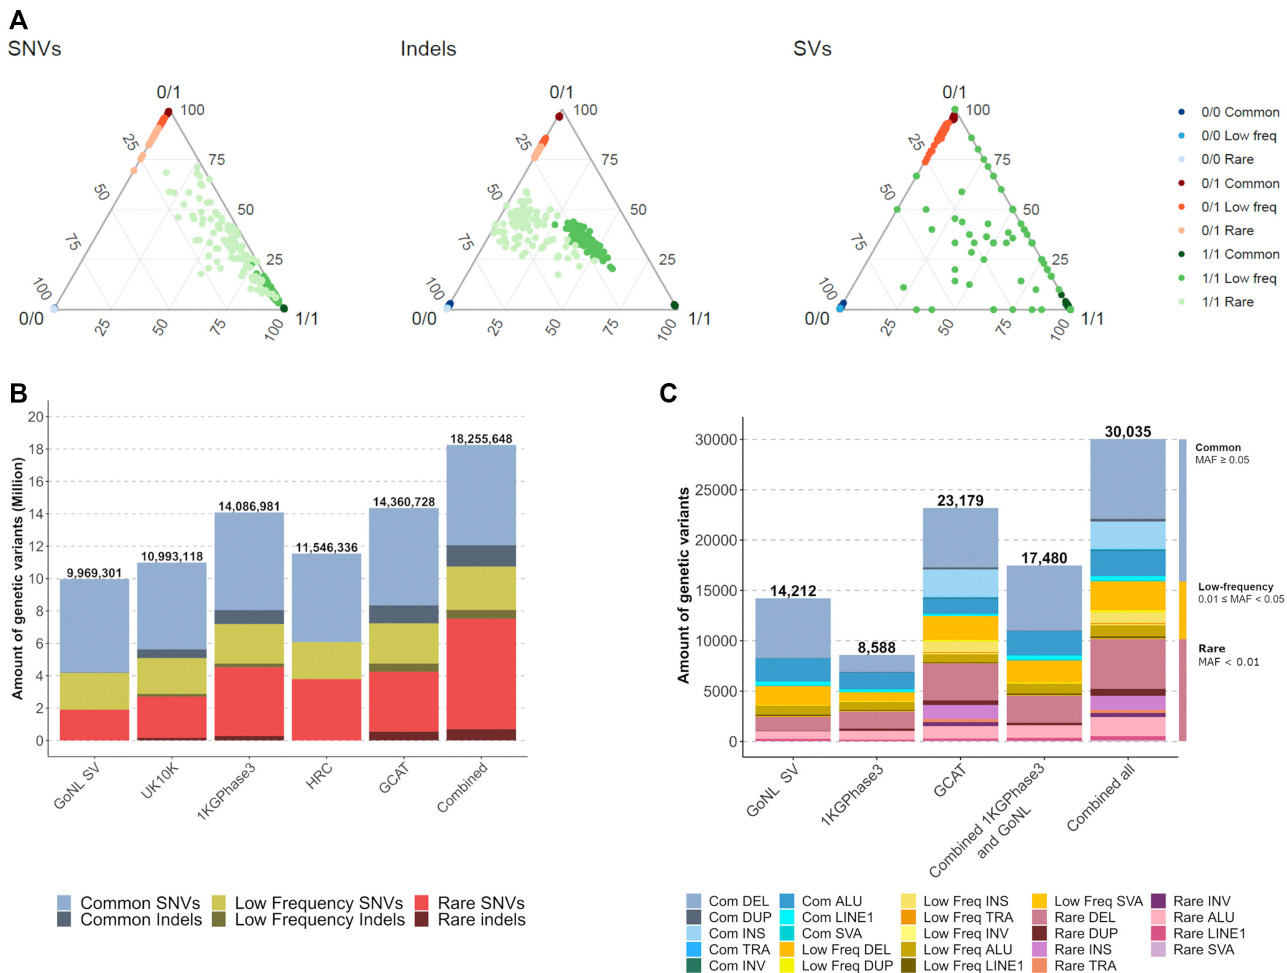 A
SNVs
Indels
SVs
0/1
100
25
75
50
50
75
25
100
0/0
25
50
75
100
1/1
0/1
100
25
75
50
50
75
25
100
0/0
25
50
75
100
1/1
0/1
100
25
75
50
50
75
25
100
0/0
25
50
75
100
1/1
0/0 Common
0/0 Low freq
0/0 Rare
0/1 Common
0/1 Low freq
0/1 Rare
1/1 Common
1/1 Low freq
1/1 Rare
B
Amount of genetic variants (Million)
20
18
16
14
12
10
8
6
4
2
0
9,969,301
10,993,118
14,086,981
11,546,336
14,360,728
18,255,648
GoNL SV
UK10K
1KGPhase3
HRC
GCAT
Combined
Common SNVs
Low Frequency SNVs
Rare SNVs
Common Indels
Low Frequency Indels
Rare indels
C
Amount of genetic variants
30000
25000
20000
15000
10000
5000
0
14,212
8,588
23,179
17,480
30,035
Common
MAF ≥ 0.05
Low-frequency
0.01 ≤ MAF < 0.05
Rare
MAF < 0.01
GoNL SV
1KGPhase3
GCAT
Combined 1KGPhase3
and GoNL
Combined all
Com DEL
Com DUP
Com INS
Com TRA
Com INV
Com ALU
Com LINE1
Com SVA
Low Freq DEL
Low Freq DUP
Low Freq INS
Low Freq TRA
Low Freq INV
Low Freq ALU
Low Freq LINE1
Low Freq SVA
Rare DEL
Rare DUP
Rare INS
Rare TRA
Rare INV
Rare ALU
Rare LINE1
Rare SVA